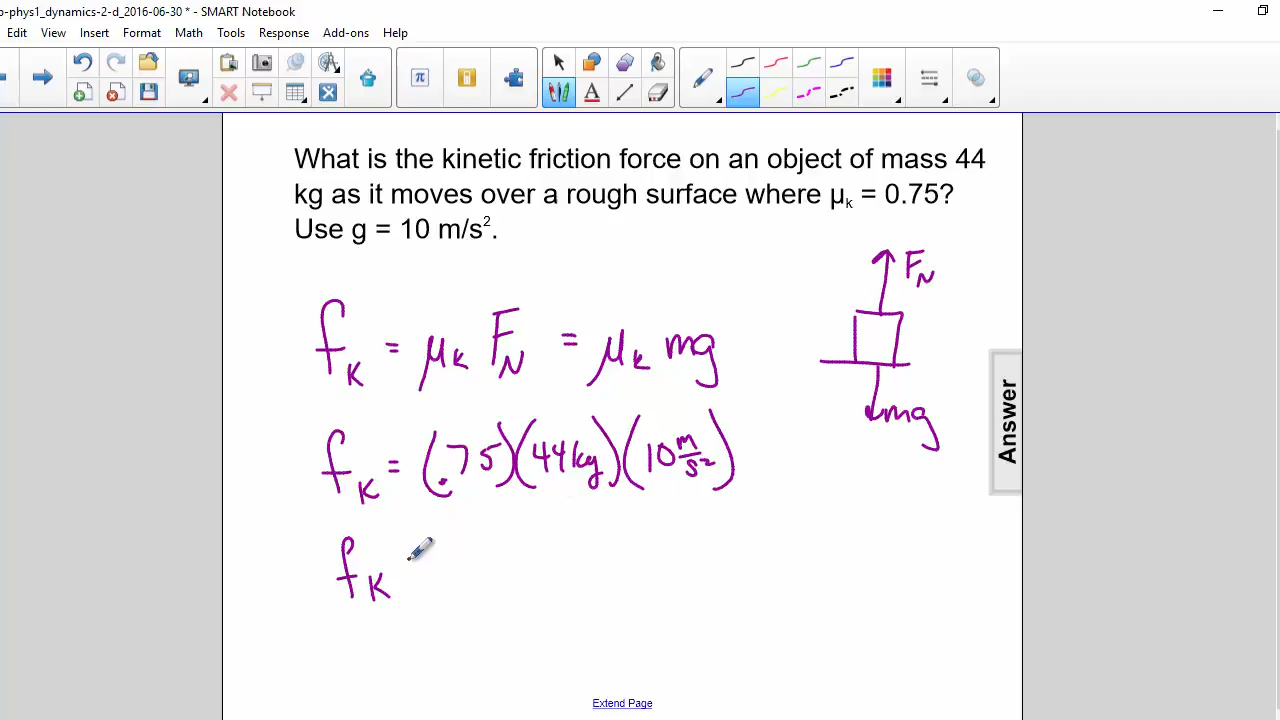 o-phys1_dynamics-2-d_2016-06-30 * - SMART Notebook
Edit View Insert Format Math Tools Response Add-ons Help
What is the kinetic friction force on an object of mass 44
kg as it moves over a rough surface where μk = 0.75?
Use g = 10 m/s².
FN
fK = μK FN = μK mg
mg
fK = (.75)(44kg)(10 m/s²)
fK
Answer
Extend Page